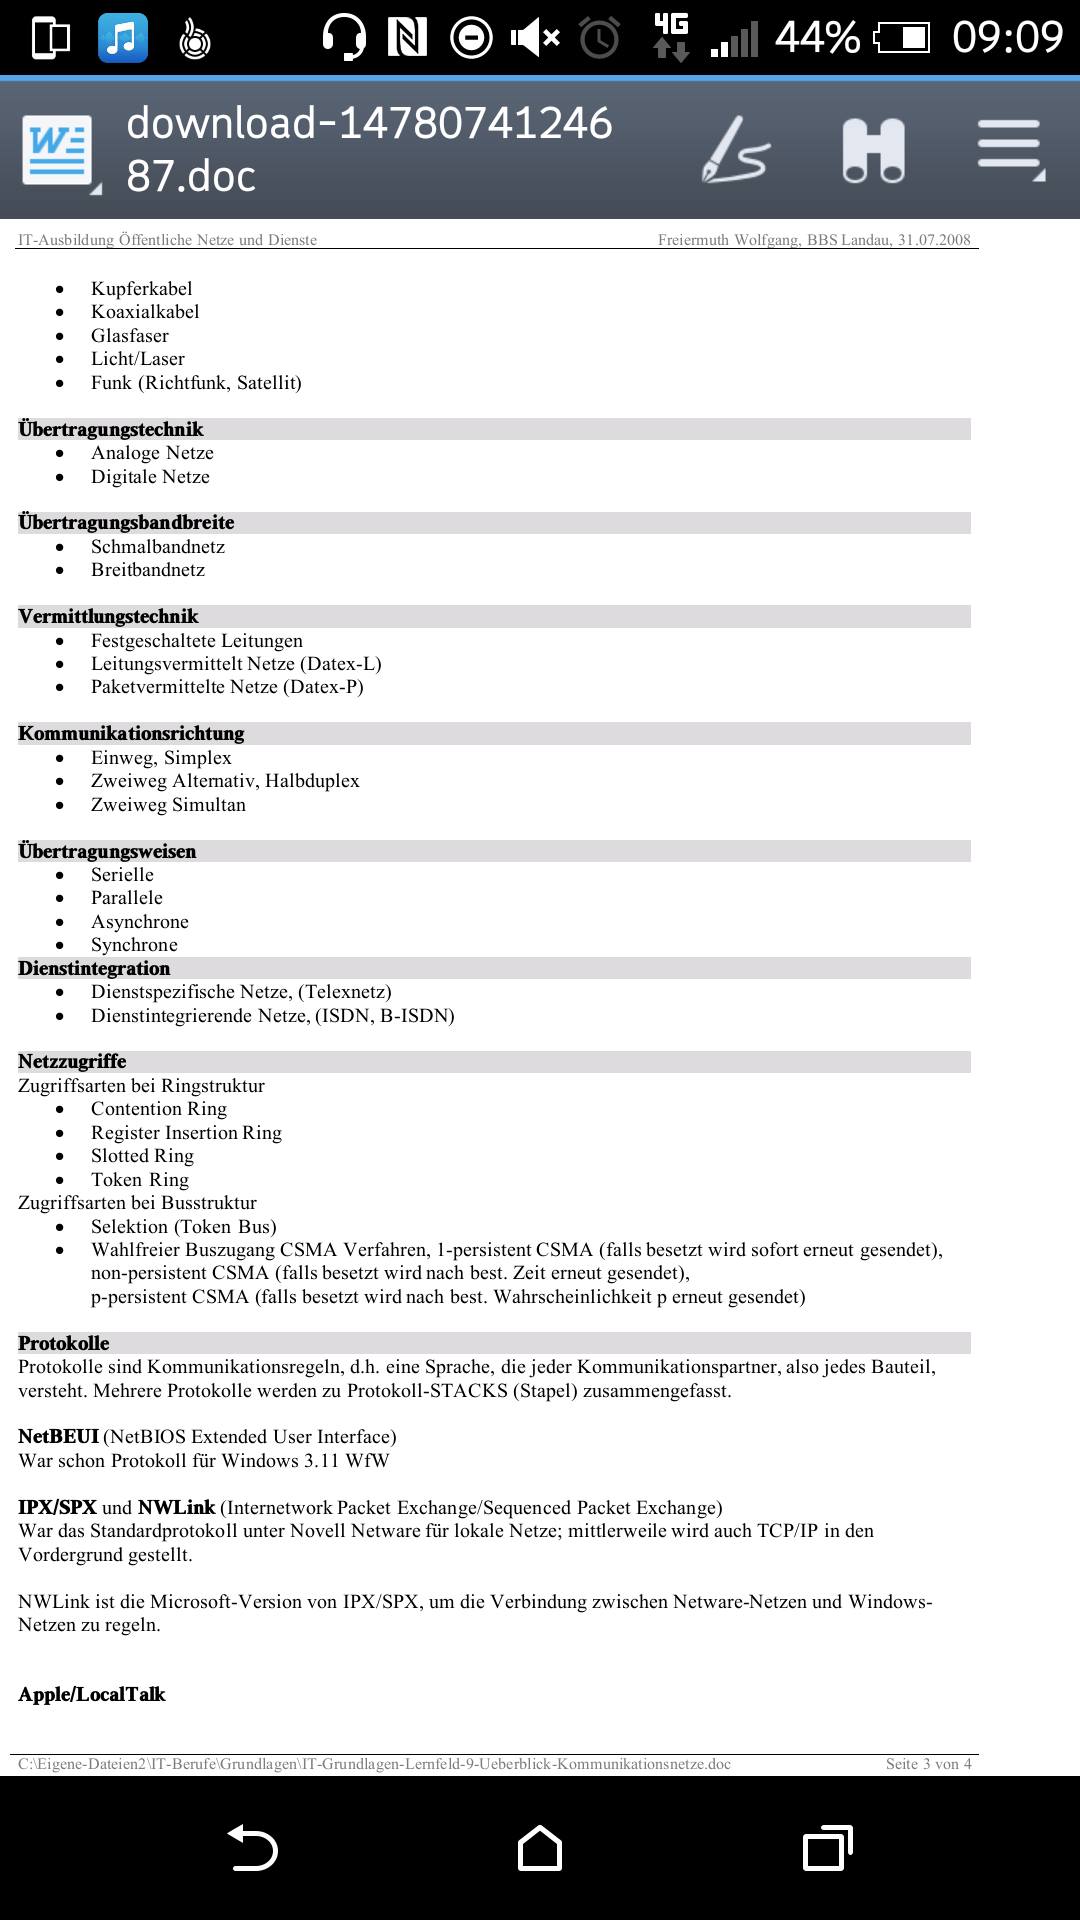 4G
44%
09:09
download-14780741246
87.doc
IT-Ausbildung Öffentliche Netze und Dienste Freiermuth Wolfgang, BBS Landau, 31.07.2008
• Kupferkabel
• Koaxialkabel
• Glasfaser
• Licht/Laser
• Funk (Richtfunk, Satellit)
Übertragungstechnik
• Analoge Netze
• Digitale Netze
Übertragungsbandbreite
• Schmalbandnetz
• Breitbandnetz
Vermittlungstechnik
• Festgeschaltete Leitungen
• Leitungsvermittelt Netze (Datex-L)
• Paketvermittelte Netze (Datex-P)
Kommunikationsrichtung
• Einweg, Simplex
• Zweiweg Alternativ, Halbduplex
• Zweiweg Simultan
Übertragungsweisen
• Serielle
• Parallele
• Asynchrone
• Synchrone
Dienstintegration
• Dienstspezifische Netze, (Telexnetz)
• Dienstintegrierende Netze, (ISDN, B-ISDN)
Netzzugriffe
Zugriffsarten bei Ringstruktur
• Contention Ring
• Register Insertion Ring
• Slotted Ring
• Token Ring
Zugriffsarten bei Busstruktur
• Selektion (Token Bus)
• Wahlfreier Buszugang CSMA Verfahren, 1-persistent CSMA (falls besetzt wird sofort erneut gesendet),
non-persistent CSMA (falls besetzt wird nach best. Zeit erneut gesendet),
p-persistent CSMA (falls besetzt wird nach best. Wahrscheinlichkeit p erneut gesendet)
Protokolle
Protokolle sind Kommunikationsregeln, d.h. eine Sprache, die jeder Kommunikationspartner, also jedes Bauteil,
versteht. Mehrere Protokolle werden zu Protokoll-STACKS (Stapel) zusammengefasst.
NetBEUI (NetBIOS Extended User Interface)
War schon Protokoll für Windows 3.11 WfW
IPX/SPX und NWLink (Internetwork Packet Exchange/Sequenced Packet Exchange)
War das Standardprotokoll unter Novell Netware für lokale Netze; mittlerweile wird auch TCP/IP in den
Vordergrund gestellt.
NWLink ist die Microsoft-Version von IPX/SPX, um die Verbindung zwischen Netware-Netzen und Windows-
Netzen zu regeln.
Apple/LocalTalk
C:\Eigene-Dateien2\IT-Berufe\Grundlagen\IT-Grundlagen-Lernfeld-9-Ueberblick-Kommunikationsnetze.doc Seite 3 von 4